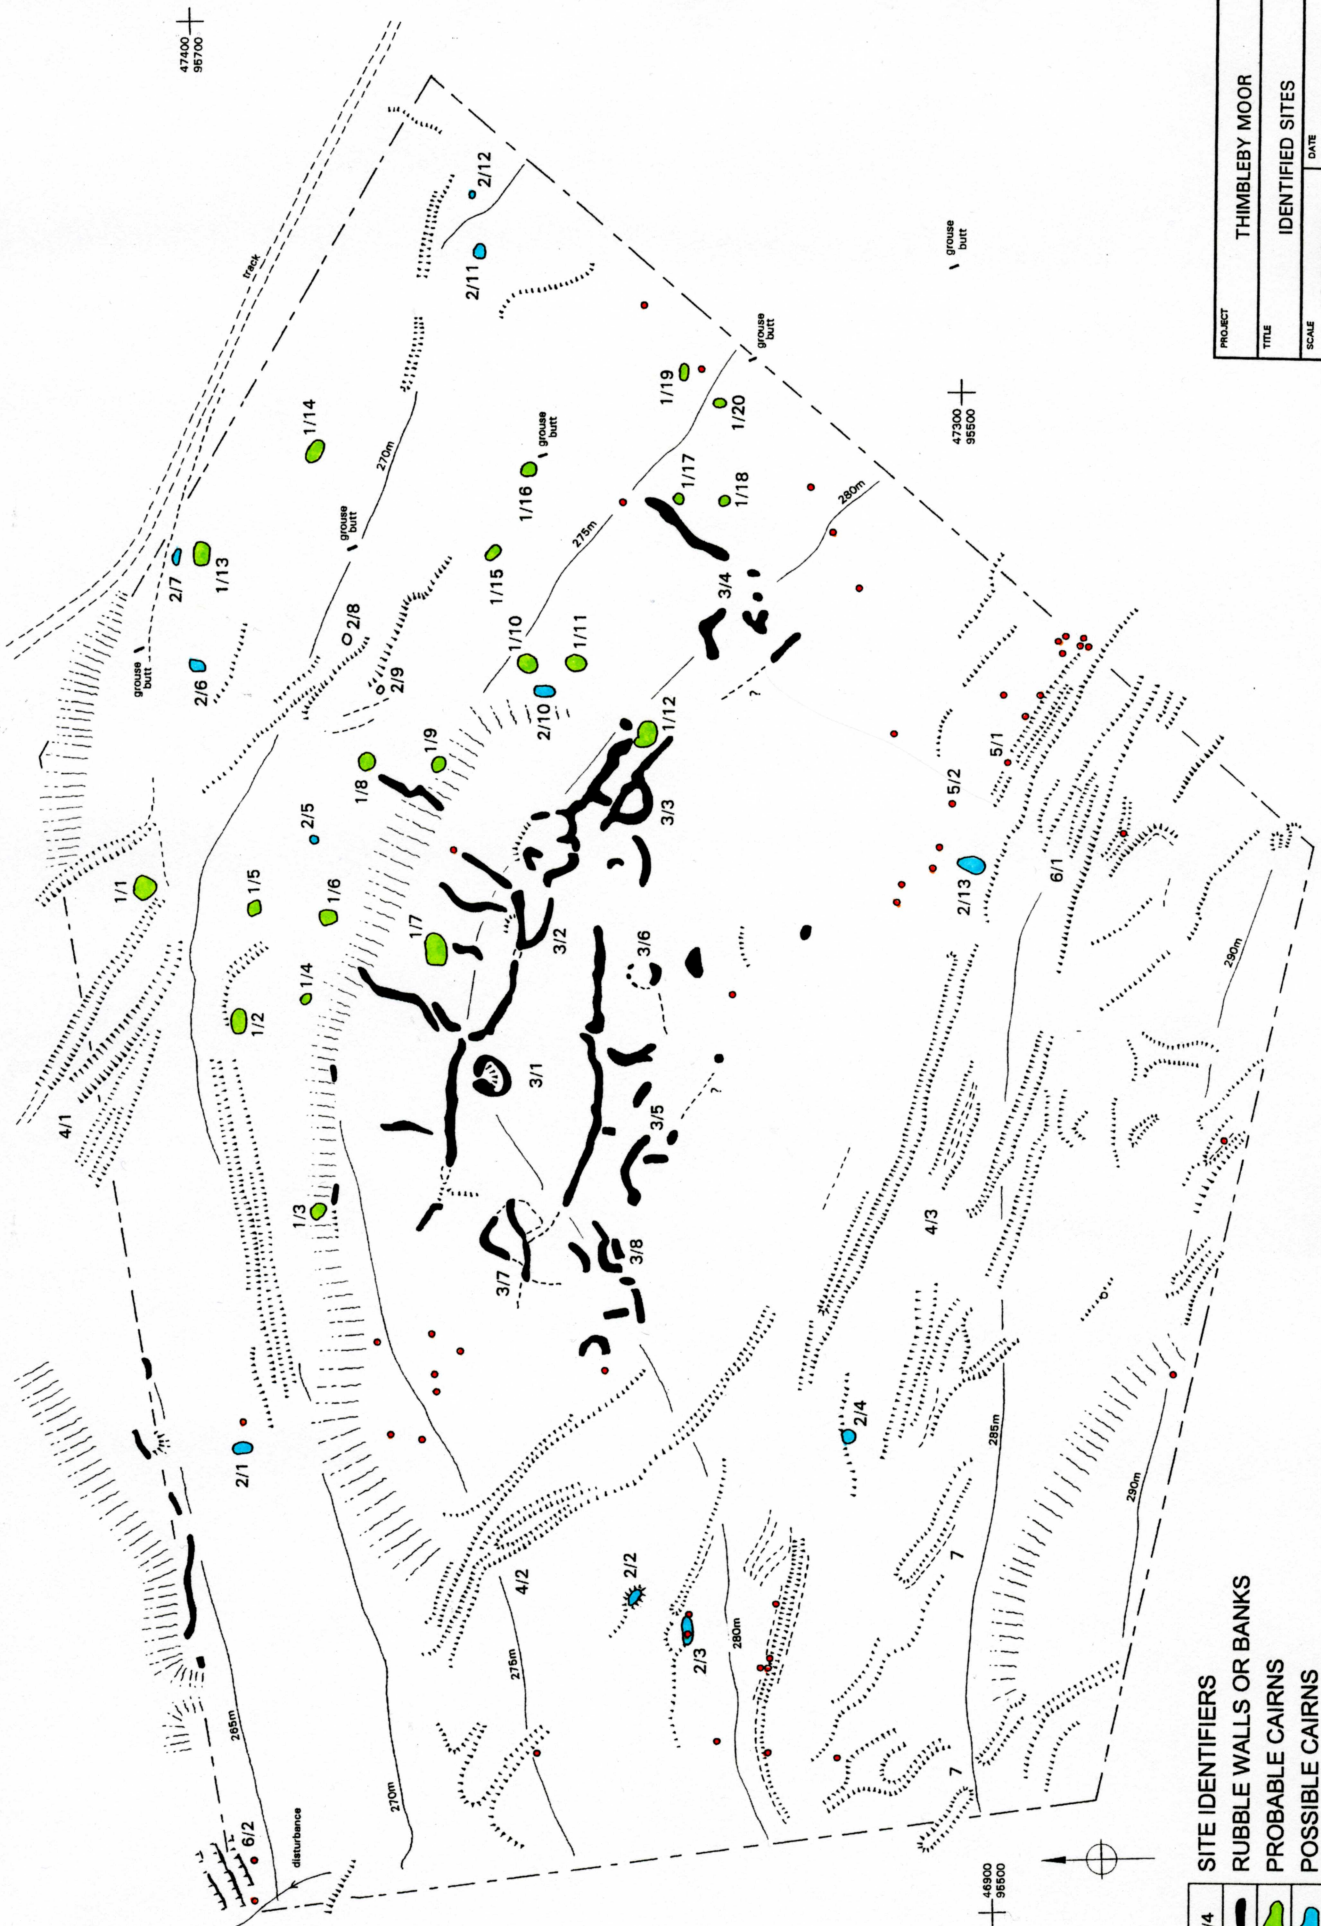 47400
95700
track
grouse
butt
2/7
1/13
2/6
1/14
270m
grouse
butt
2/12
2/11
2/8
2/9
1/15
1/16
grouse
butt
275m
1/19
1/20
grouse
butt
1/17
1/18
280m
3/4
?
1/10
1/11
2/10
1/12
1/8
1/9
2/5
1/1
1/5
1/6
1/7
1/2
1/4
4/1
1/3
3/1
3/2
3/3
3/6
3/5
?
3/7
3/8
47300
95500
grouse
butt
5/1
5/2
2/13
6/1
290m
4/3
285m
2/4
290m
7
7
2/1
4/2
2/2
2/3
280m
275m
270m
265m
6/2
disturbance
46900
95500
PROJECT
THIMBLEBY MOOR
TITLE
IDENTIFIED SITES
SCALE
DATE
/4
SITE IDENTIFIERS
RUBBLE WALLS OR BANKS
PROBABLE CAIRNS
POSSIBLE CAIRNS